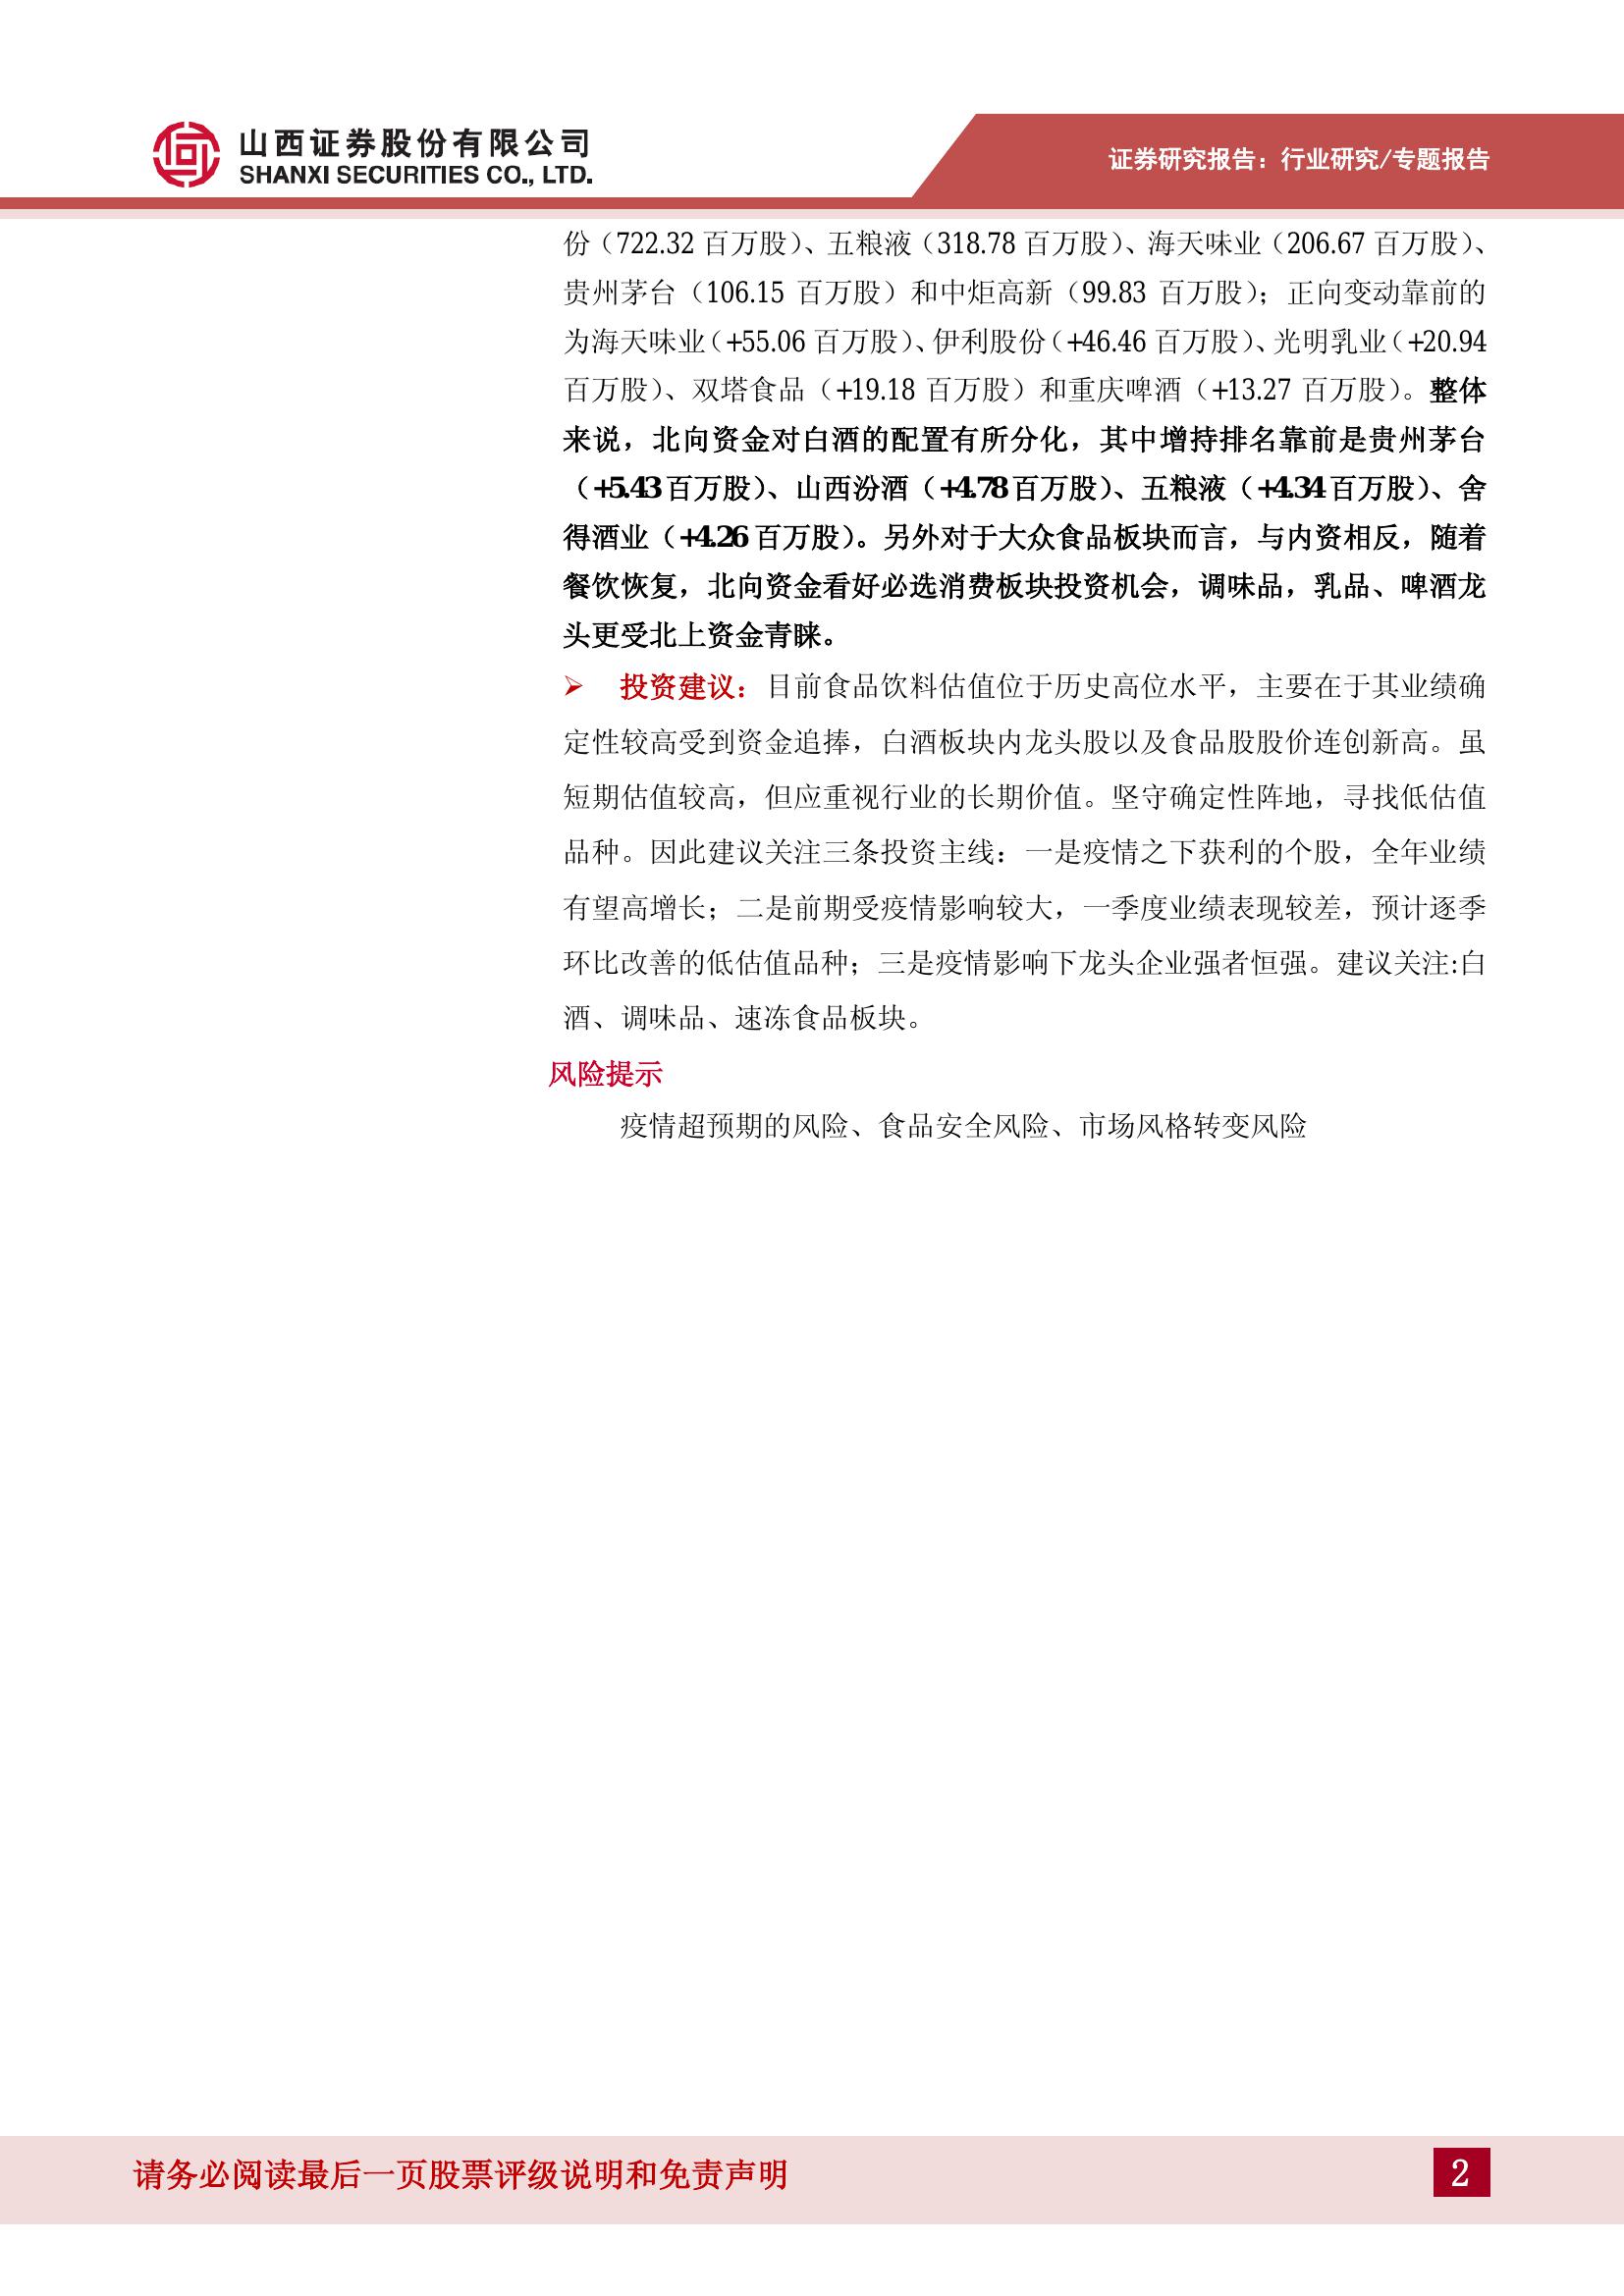 山西证券股份有限公司
SHANXI SECURITIES CO., LTD.
证券研究报告：行业研究/专题报告
份（722.32 百万股）、五粮液（318.78 百万股）、海天味业（206.67 百万股）、
贵州茅台（106.15 百万股）和中炬高新（99.83 百万股）；正向变动靠前的
为海天味业（+55.06 百万股）、伊利股份（+46.46 百万股）、光明乳业（+20.94
百万股）、双塔食品（+19.18 百万股）和重庆啤酒（+13.27 百万股）。整体
来说，北向资金对白酒的配置有所分化，其中增持排名靠前是贵州茅台
（+5.43 百万股）、山西汾酒（+4.78 百万股）、五粮液（+4.34 百万股）、舍
得酒业（+4.26 百万股）。另外对于大众食品板块而言，与内资相反，随着
餐饮恢复，北向资金看好必选消费板块投资机会，调味品，乳品、啤酒龙
头更受北上资金青睐。
➢ 投资建议：目前食品饮料估值位于历史高位水平，主要在于其业绩确
定性较高受到资金追捧，白酒板块内龙头股以及食品股股价连创新高。虽
短期估值较高，但应重视行业的长期价值。坚守确定性阵地，寻找低估值
品种。因此建议关注三条投资主线：一是疫情之下获利的个股，全年业绩
有望高增长；二是前期受疫情影响较大，一季度业绩表现较差，预计逐季
环比改善的低估值品种；三是疫情影响下龙头企业强者恒强。建议关注:白
酒、调味品、速冻食品板块。
风险提示
疫情超预期的风险、食品安全风险、市场风格转变风险
请务必阅读最后一页股票评级说明和免责声明
2